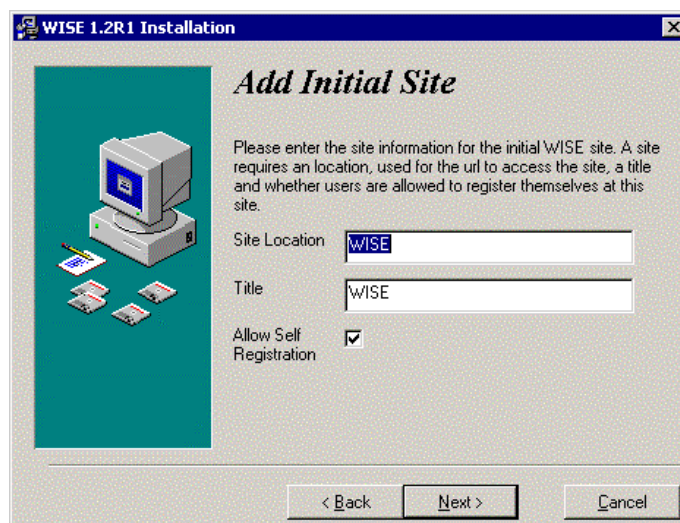 WISE 1.2R1 Installation
Add Initial Site
Please enter the site information for the initial WISE site. A site
requires an location, used for the url to access the site, a title
and whether users are allowed to register themselves at this
site.
Site Location
WISE
Title
WISE
Allow Self
Registration
< Back
Next >
Cancel